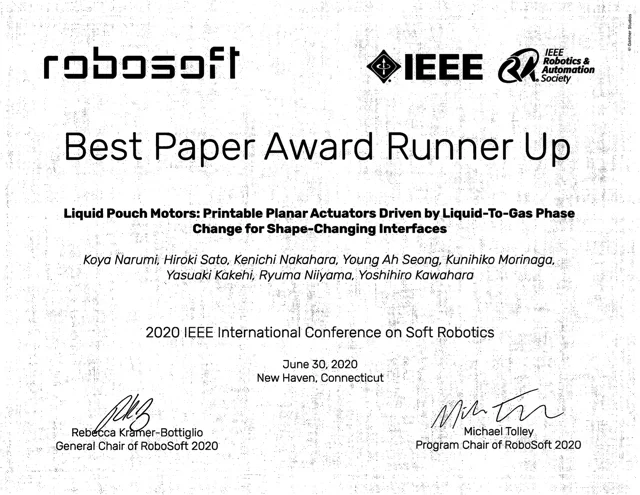 robosoft
IEEE
IEEE
Robotics &
Automation
Society
Best Paper Award Runner Up
Liquid Pouch Motors: Printable Planar Actuators Driven by Liquid-To-Gas Phase
Change for Shape-Changing Interfaces
Koya Narumi, Hiroki Sato, Kenichi Nakahara, Young Ah Seong, Kunihiko Morinaga,
Yasuaki Kakehi, Ryuma Niiyama, Yoshihiro Kawahara
2020 IEEE International Conference on Soft Robotics
June 30, 2020
New Haven, Connecticut
Rebecca Kramer-Bottiglio
General Chair of RoboSoft 2020
Michael Tolley
Program Chair of RoboSoft 2020